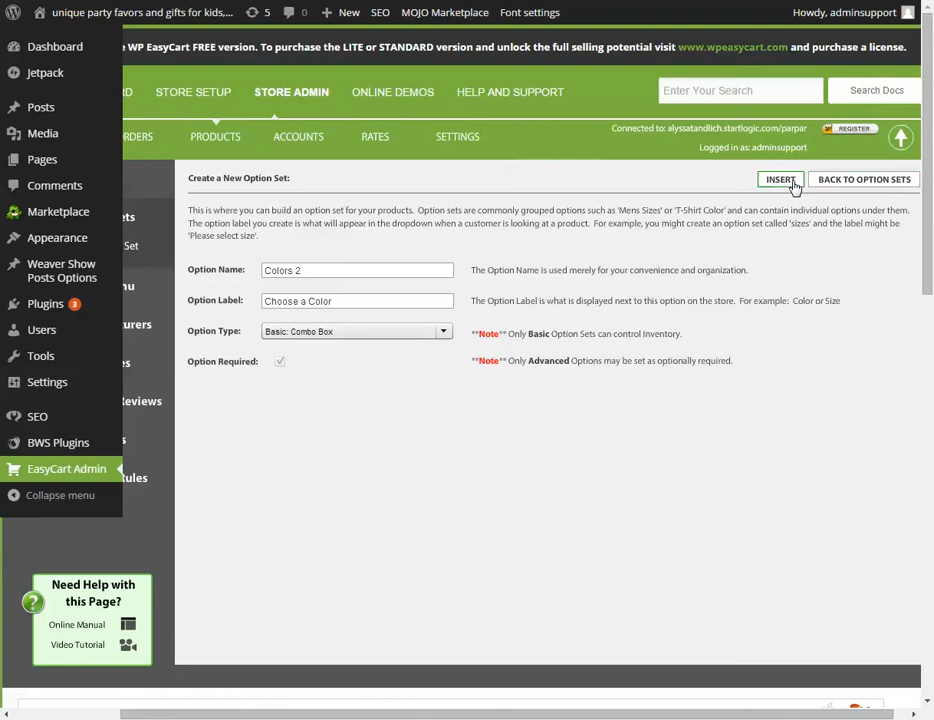 unique party favors and gifts for kids,... 5 0 New SEO MOJO Marketplace Font settings Howdy, adminsupport
WP EasyCart FREE version. To purchase the LITE or STANDARD version and unlock the full selling potential visit www.wpeasycart.com and purchase a license.
STORE SETUP STORE ADMIN ONLINE DEMOS HELP AND SUPPORT Enter Your Search Search Docs
PRODUCTS ACCOUNTS RATES SETTINGS
Connected to: alyssatandlich.startlogic.com/parpar REGISTER
Logged in as: adminsupport
Dashboard
Jetpack
Posts
Media
Pages
Comments
Marketplace
Appearance
Weaver Show
Posts Options
Plugins 3
Users
Tools
Settings
SEO
BWS Plugins
EasyCart Admin
Collapse menu
Set
Reviews
Create a New Option Set: INSERT BACK TO OPTION SETS
This is where you can build an option set for your products. Option sets are commonly grouped options such as 'Mens Sizes' or 'T-Shirt Color' and can contain individual options under them.
The option label you create is what will appear in the dropdown when a customer is looking at a product. For example, you might create an option set called 'sizes' and the label might be
'Please select size'.
Option Name: Colors 2 The Option Name is used merely for your convenience and organization.
Option Label: Choose a Color The Option Label is what is displayed next to this option on the store. For example: Color or Size
Option Type: Basic: Combo Box **Note** Only Basic Option Sets can control Inventory.
Option Required: **Note** Only Advanced Options may be set as optionally required.
Need Help with
this Page?
Online Manual
Video Tutorial